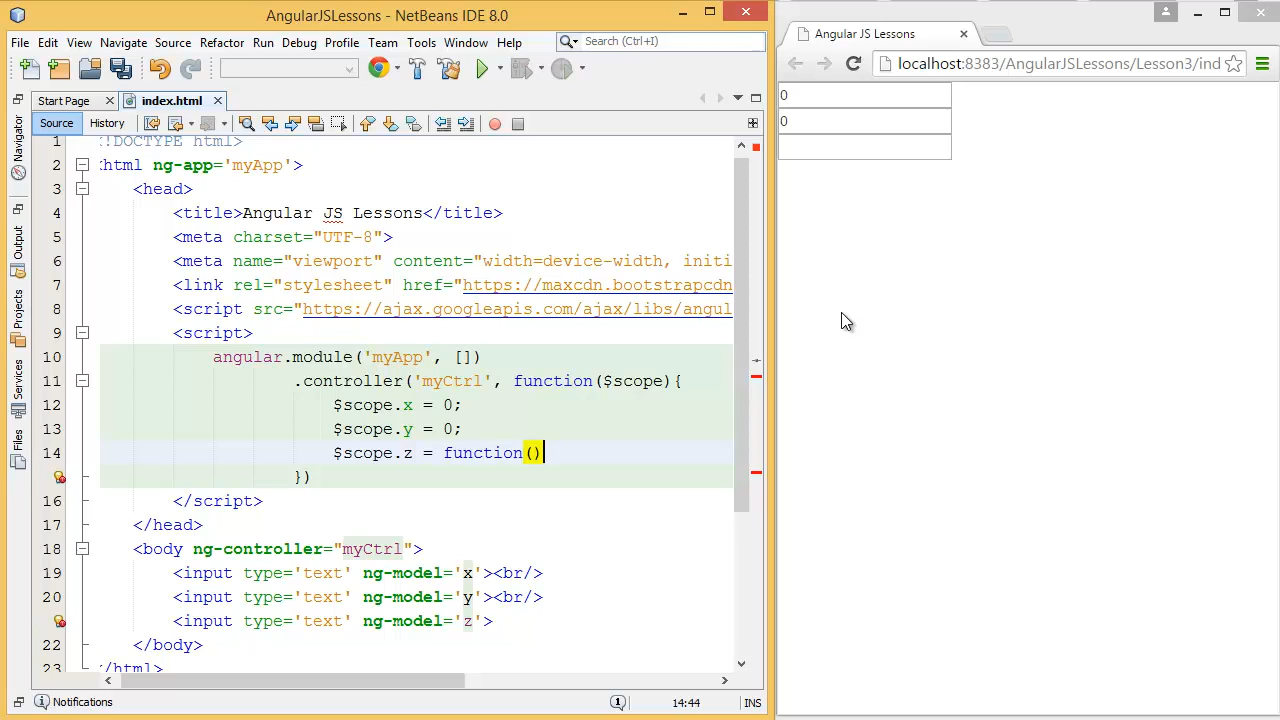 AngularJSLessons - NetBeans IDE 8.0
File Edit View Navigate Source Refactor Run Debug Profile Team Tools Window Help
Search (Ctrl+I)
Start Page
index.html
Source History
Navigator
Output
Projects
Services
Files
1 <!DOCTYPE html>
2 <html ng-app='myApp'>
3 <head>
4 <title>Angular JS Lessons</title>
5 <meta charset="UTF-8">
6 <meta name="viewport" content="width=device-width, initi
7 <link rel="stylesheet" href="https://maxcdn.bootstrapcdn
8 <script src="https://ajax.googleapis.com/ajax/libs/angul
9 <script>
10 angular.module('myApp', [])
11 .controller('myCtrl', function($scope){
12 $scope.x = 0;
13 $scope.y = 0;
14 $scope.z = function()
})
16 </script>
17 </head>
18 <body ng-controller="myCtrl">
19 <input type='text' ng-model='x'><br/>
20 <input type='text' ng-model='y'><br/>
<input type='text' ng-model='z'>
22 </body>
23 </html>
Notifications
1
14:44
INS
Angular JS Lessons
localhost:8383/AngularJSLessons/Lesson3/ind
0
0